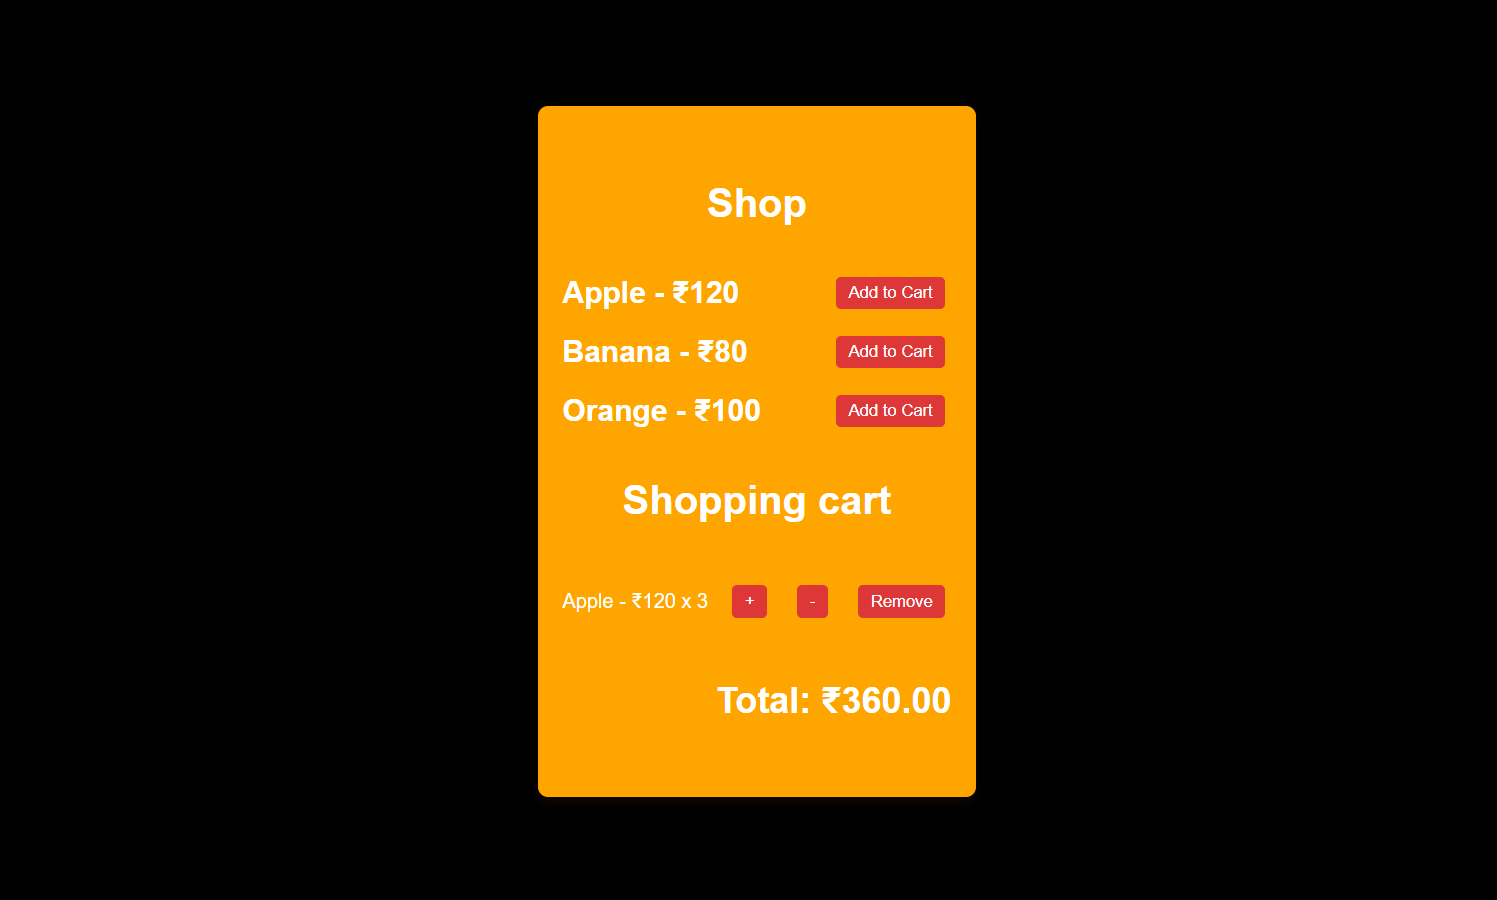 Shop
Apple - ₹120 Add to Cart
Banana - ₹80 Add to Cart
Orange - ₹100 Add to Cart
Shopping cart
Apple - ₹120 x 3 + - Remove
Total: ₹360.00